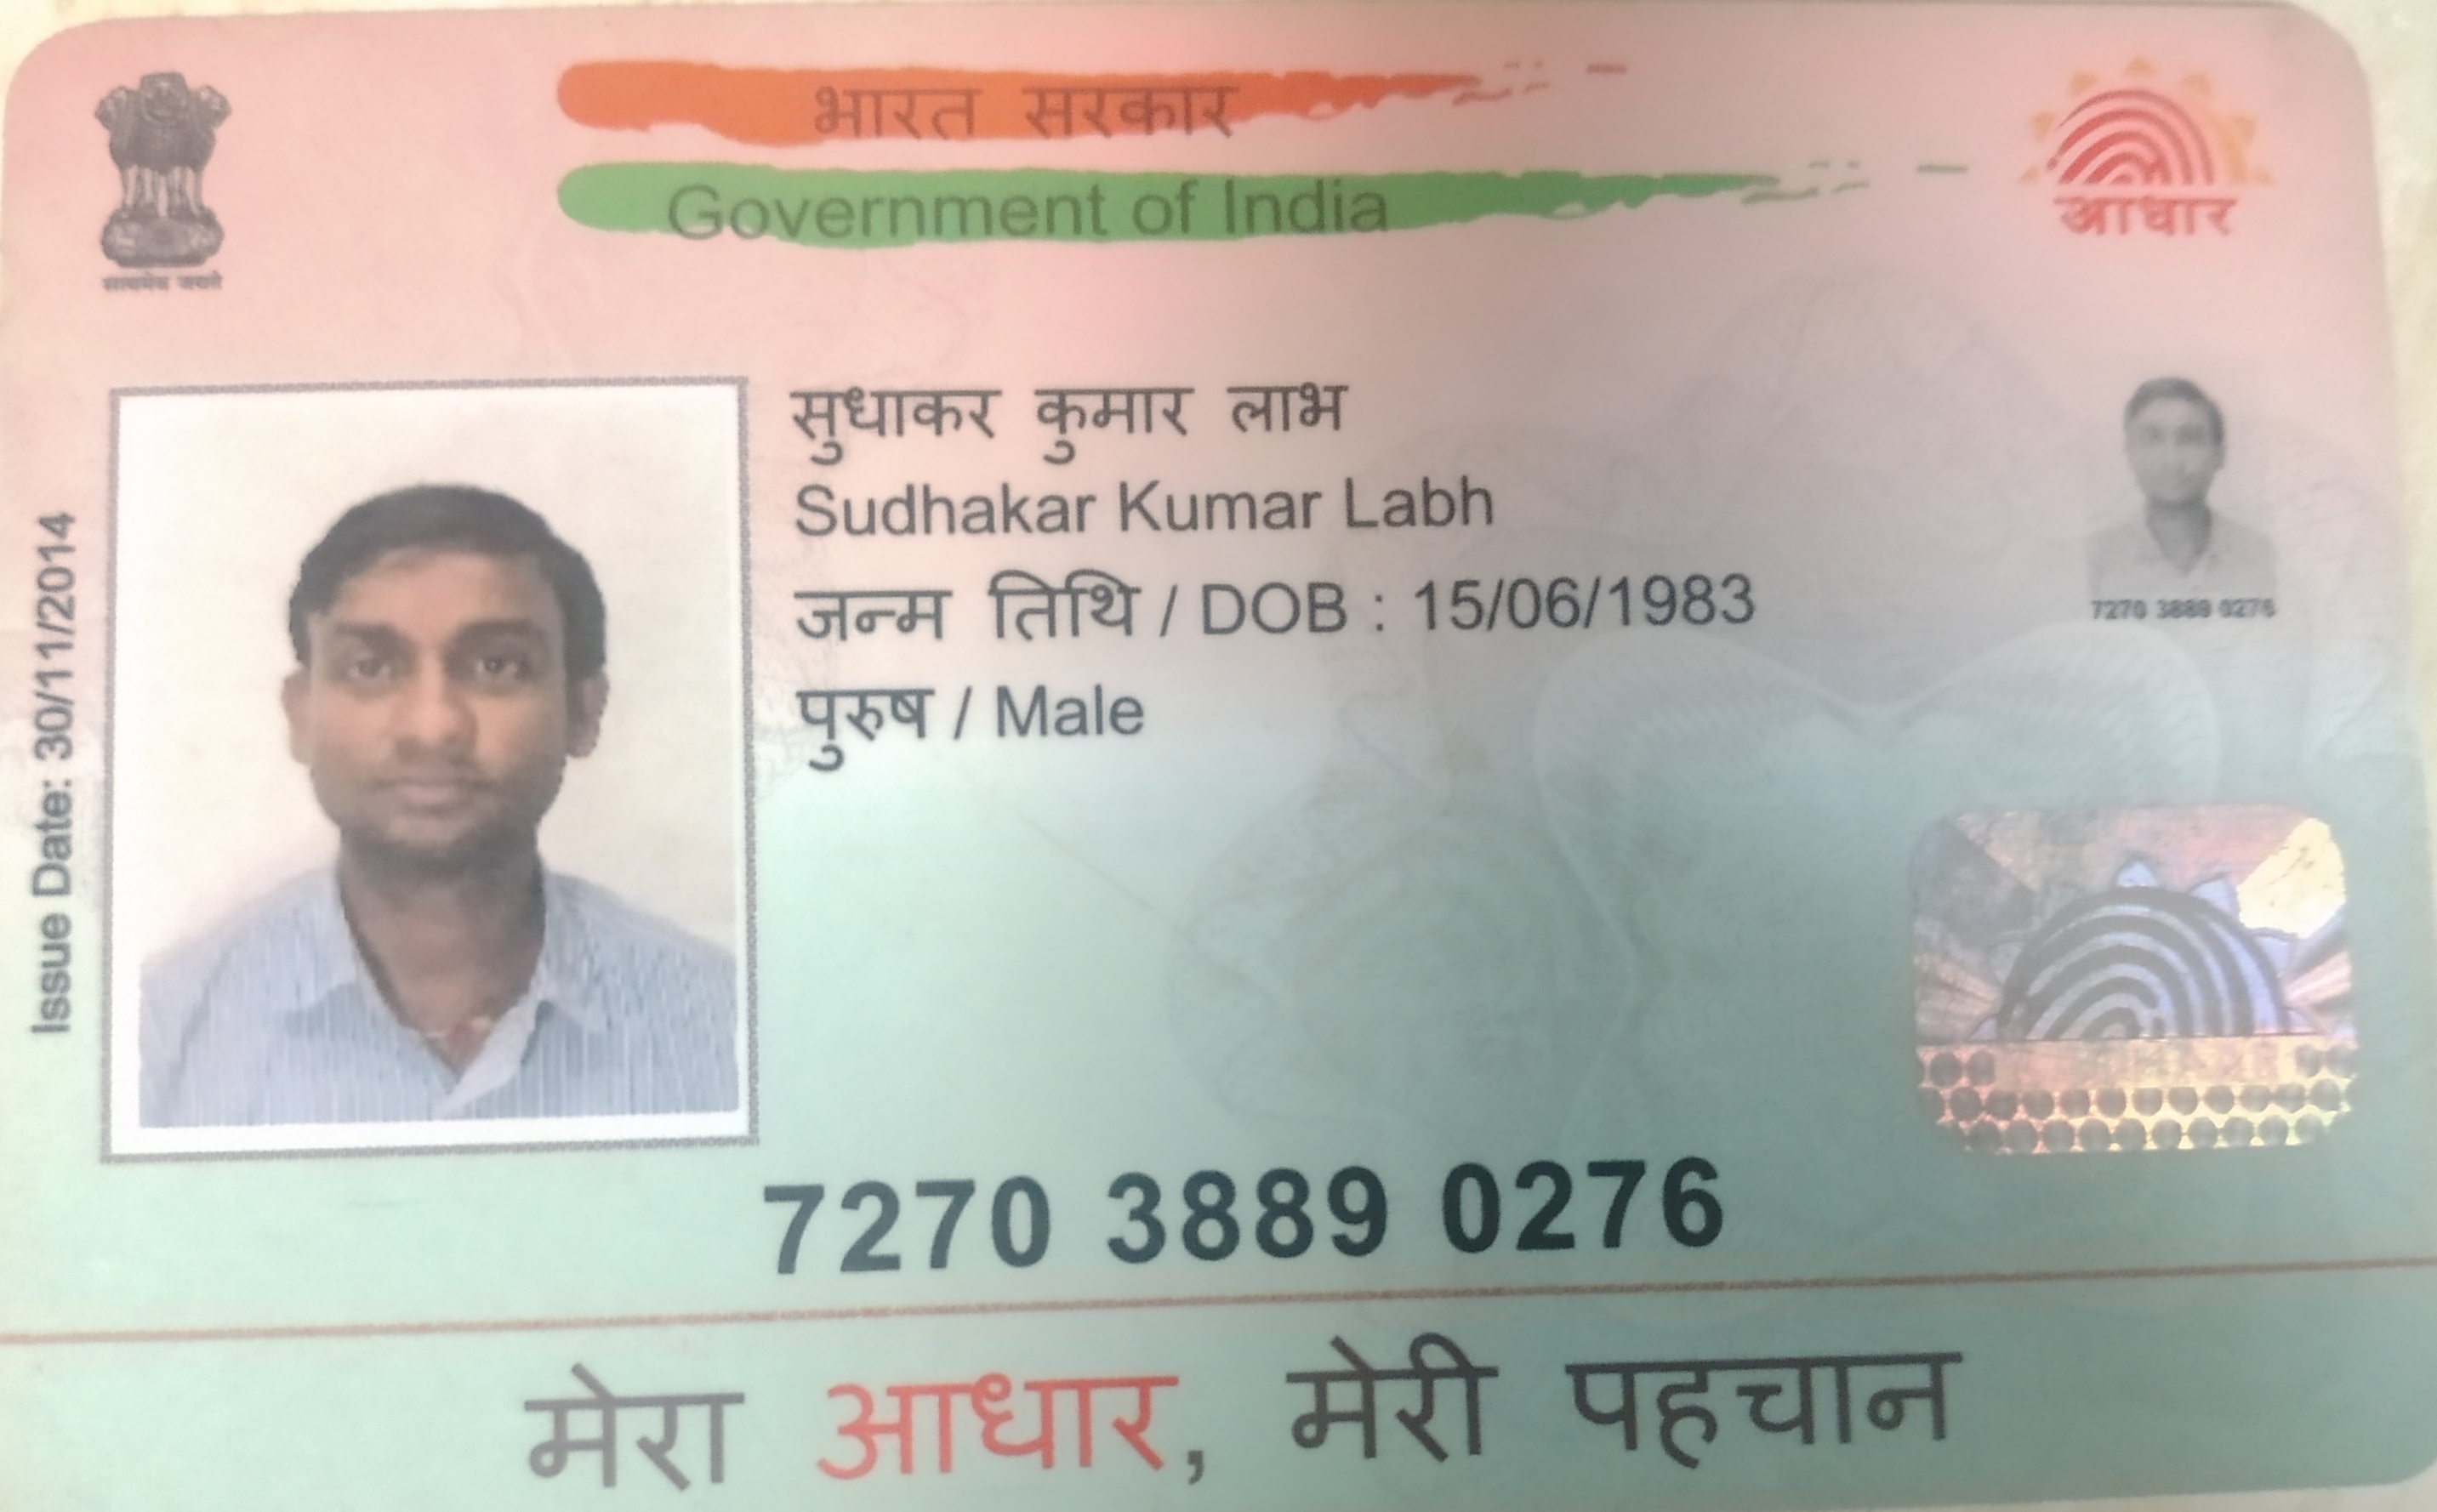 सत्यमेव जयते
भारत सरकार
Government of India
आधार
Issue Date: 30/11/2014
सुधाकर कुमार लाभ
Sudhakar Kumar Labh
जन्म तिथि / DOB : 15/06/1983
पुरुष / Male
7270 3889 0276
7270 3889 0276
मेरा आधार, मेरी पहचान